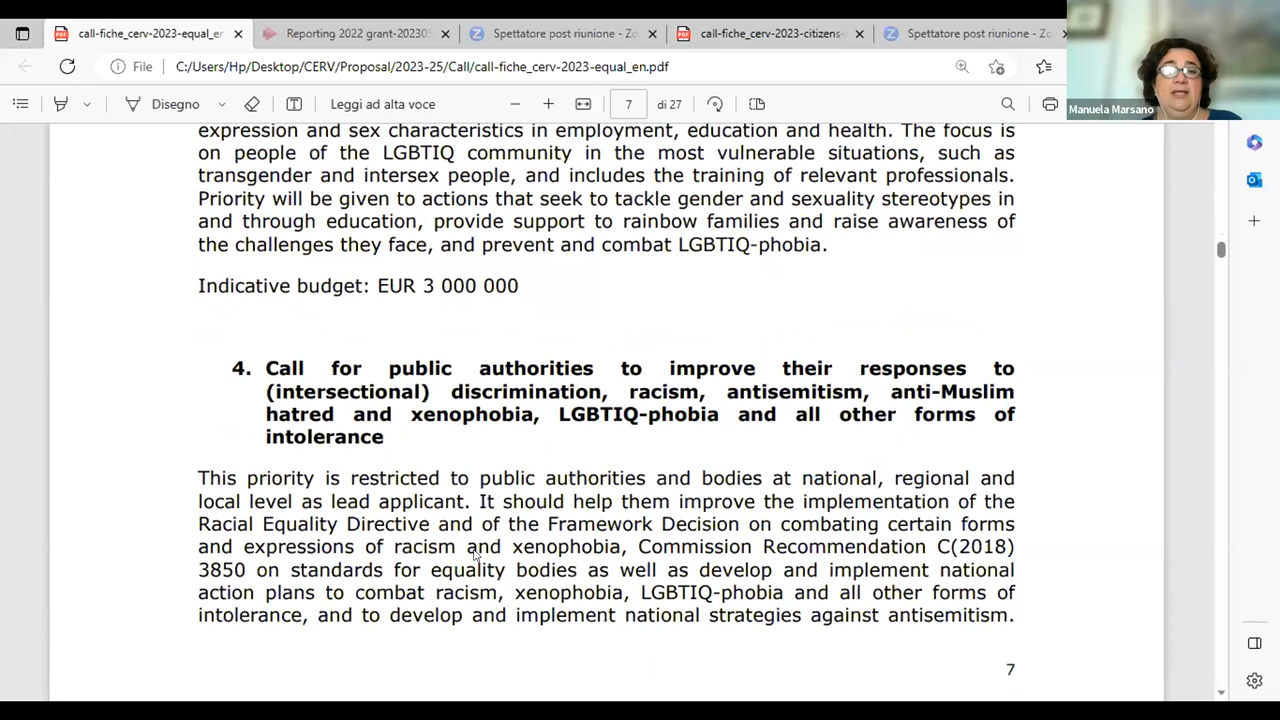 call-fiche_cerv-2023-equal_en
Reporting 2022 grant-202305
Spettatore post riunione - Zo
call-fiche_cerv-2023-citizens-
Spettatore post riunione - Zo
File
C:/Users/Hp/Desktop/CERV/Proposal/2023-25/Call/call-fiche_cerv-2023-equal_en.pdf
Manuela Marsano
Disegno
Leggi ad alta voce
7
di 27
expression and sex characteristics in employment, education and health. The focus is
on people of the LGBTIQ community in the most vulnerable situations, such as
transgender and intersex people, and includes the training of relevant professionals.
Priority will be given to actions that seek to tackle gender and sexuality stereotypes in
and through education, provide support to rainbow families and raise awareness of
the challenges they face, and prevent and combat LGBTIQ-phobia.
Indicative budget: EUR 3 000 000
4. Call for public authorities to improve their responses to
(intersectional) discrimination, racism, antisemitism, anti-Muslim
hatred and xenophobia, LGBTIQ-phobia and all other forms of
intolerance
This priority is restricted to public authorities and bodies at national, regional and
local level as lead applicant. It should help them improve the implementation of the
Racial Equality Directive and of the Framework Decision on combating certain forms
and expressions of racism and xenophobia, Commission Recommendation C(2018)
3850 on standards for equality bodies as well as develop and implement national
action plans to combat racism, xenophobia, LGBTIQ-phobia and all other forms of
intolerance, and to develop and implement national strategies against antisemitism.
7